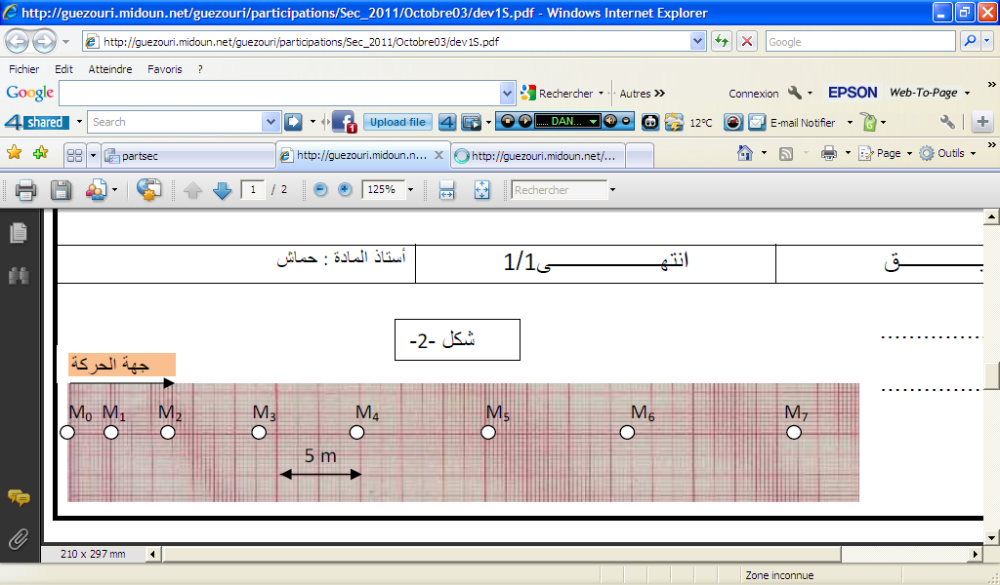 http://guezouri.midoun.net/guezouri/participations/Sec_2011/Octobre03/dev1S.pdf - Windows Internet Explorer
http://guezouri.midoun.net/guezouri/participations/Sec_2011/Octobre03/dev1S.pdf
Google
Fichier Edit Atteindre Favoris ?
Google Rechercher Autres >> Connexion EPSON Web-To-Page »
4shared Search 1 Upload file .... DAN... 12°C E-mail Notifier
partsec http://guezouri.midoun.n... http://guezouri.midoun.net/... Page Outils »
1 / 2 125% Rechercher
أستاذ المادة : حماش
انتهـــــــــــــــــى1/1
ـــــــــق
شكل -2-
...............
جهة الحركة
...............
M0 M1 M2 M3 M4 M5 M6 M7
5 m
210 x 297 mm
Zone inconnue